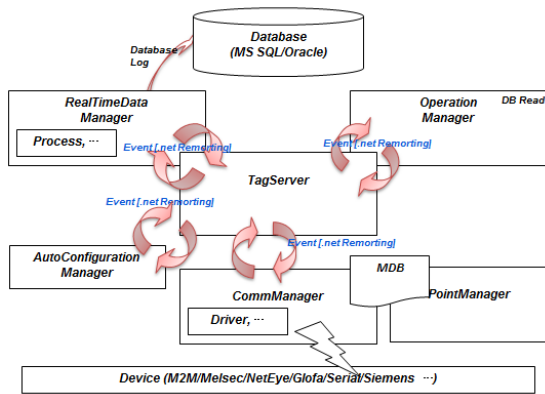 Database
(MS SQL/Oracle)
Database
Log
RealTimeData
Manager
Process, ···
Operation
Manager
DB Read
Event [.net Remorting]
Event [.net Remorting]
TagServer
Event [.net Remorting]
Event [.net Remorting]
AutoConfiguration
Manager
MDB
CommManager
PointManager
Driver, ···
Device (M2M/Melsec/NetEye/Glofa/Serial/Siemens ···)